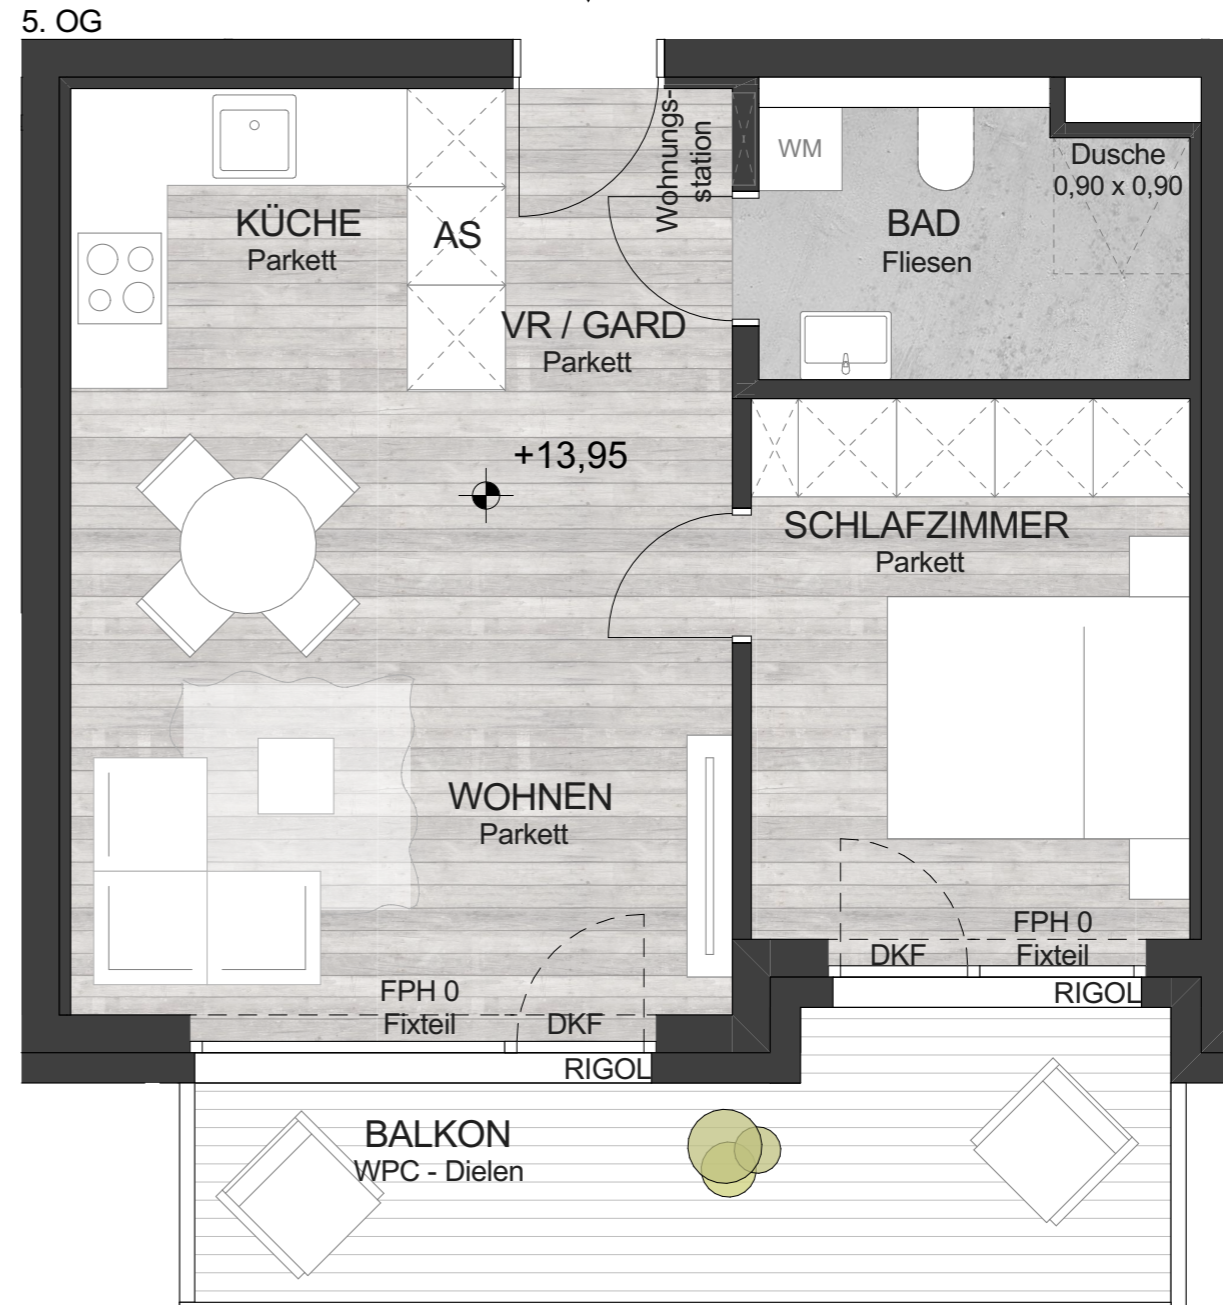 5. OG
Wohnungs-
station
WM
Dusche
0,90 x 0,90
KÜCHE
Parkett
AS
BAD
Fliesen
VR / GARD
Parkett
+13,95
SCHLAFZIMMER
Parkett
WOHNEN
Parkett
FPH 0
DKF
Fixteil
FPH 0
Fixteil
DKF
RIGOL
RIGOL
BALKON
WPC - Dielen